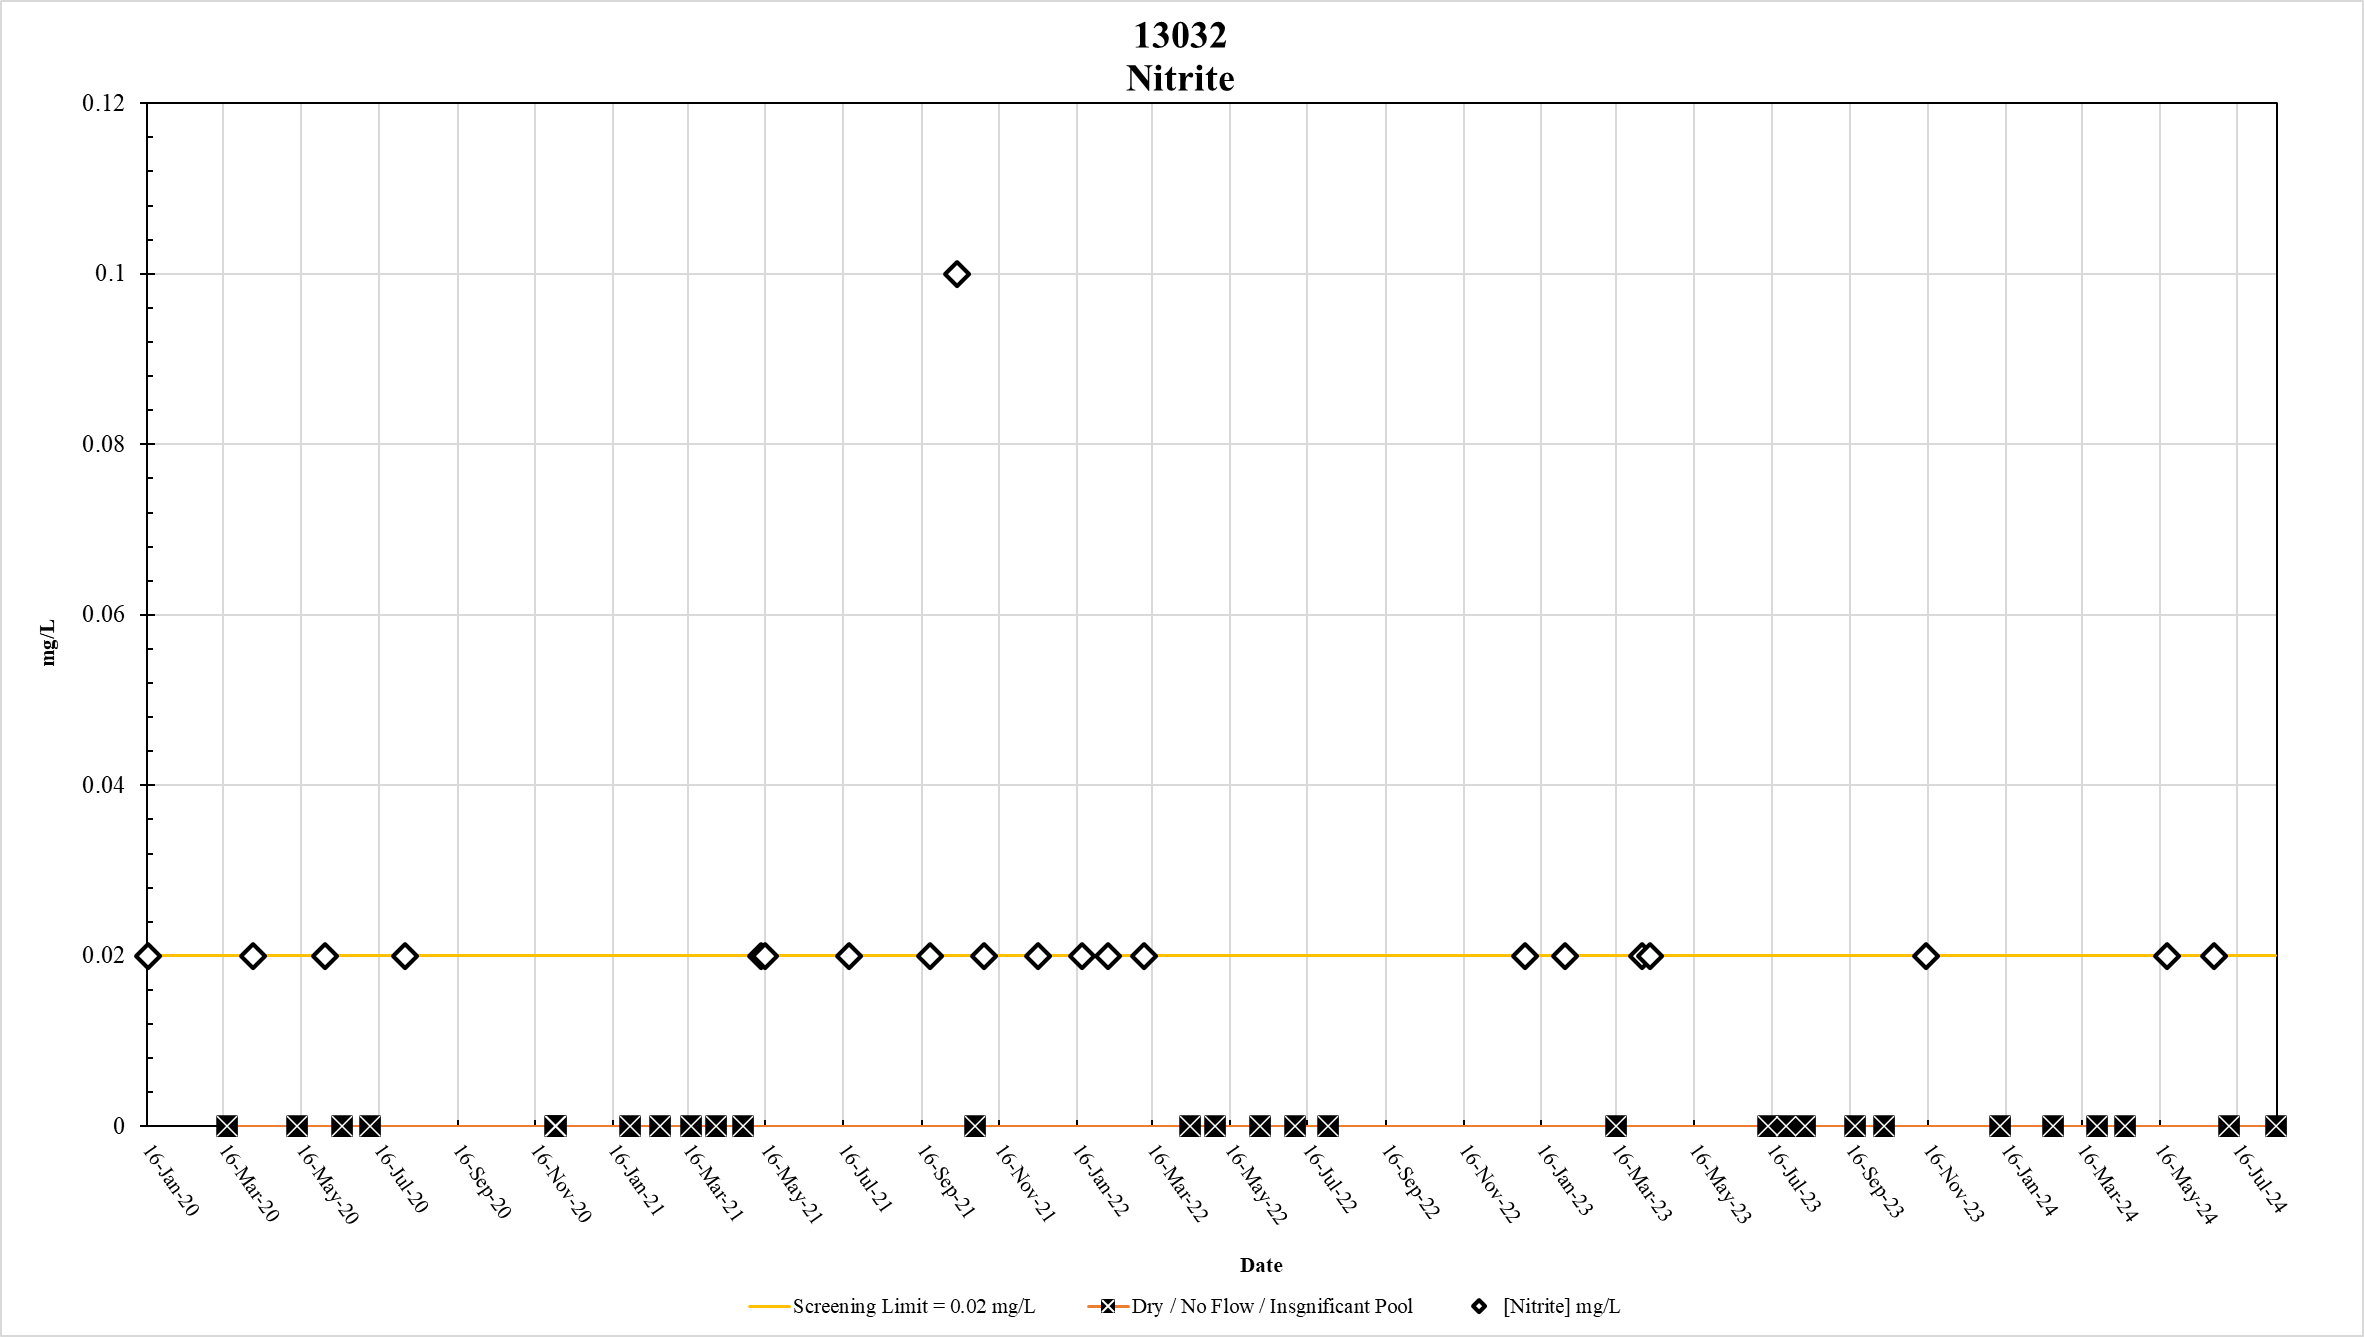 13032
Nitrite
0.12
0.1
0.08
0.06
0.04
0.02
0
mg/L
16-Jan-20
16-Mar-20
16-May-20
16-Jul-20
16-Sep-20
16-Nov-20
16-Jan-21
16-Mar-21
16-May-21
16-Jul-21
16-Sep-21
16-Nov-21
16-Jan-22
16-Mar-22
16-May-22
16-Jul-22
16-Sep-22
16-Nov-22
16-Jan-23
16-Mar-23
16-May-23
16-Jul-23
16-Sep-23
16-Nov-23
16-Jan-24
16-Mar-24
16-May-24
16-Jul-24
Date
Screening Limit = 0.02 mg/L
Dry / No Flow / Insgnificant Pool
[Nitrite] mg/L